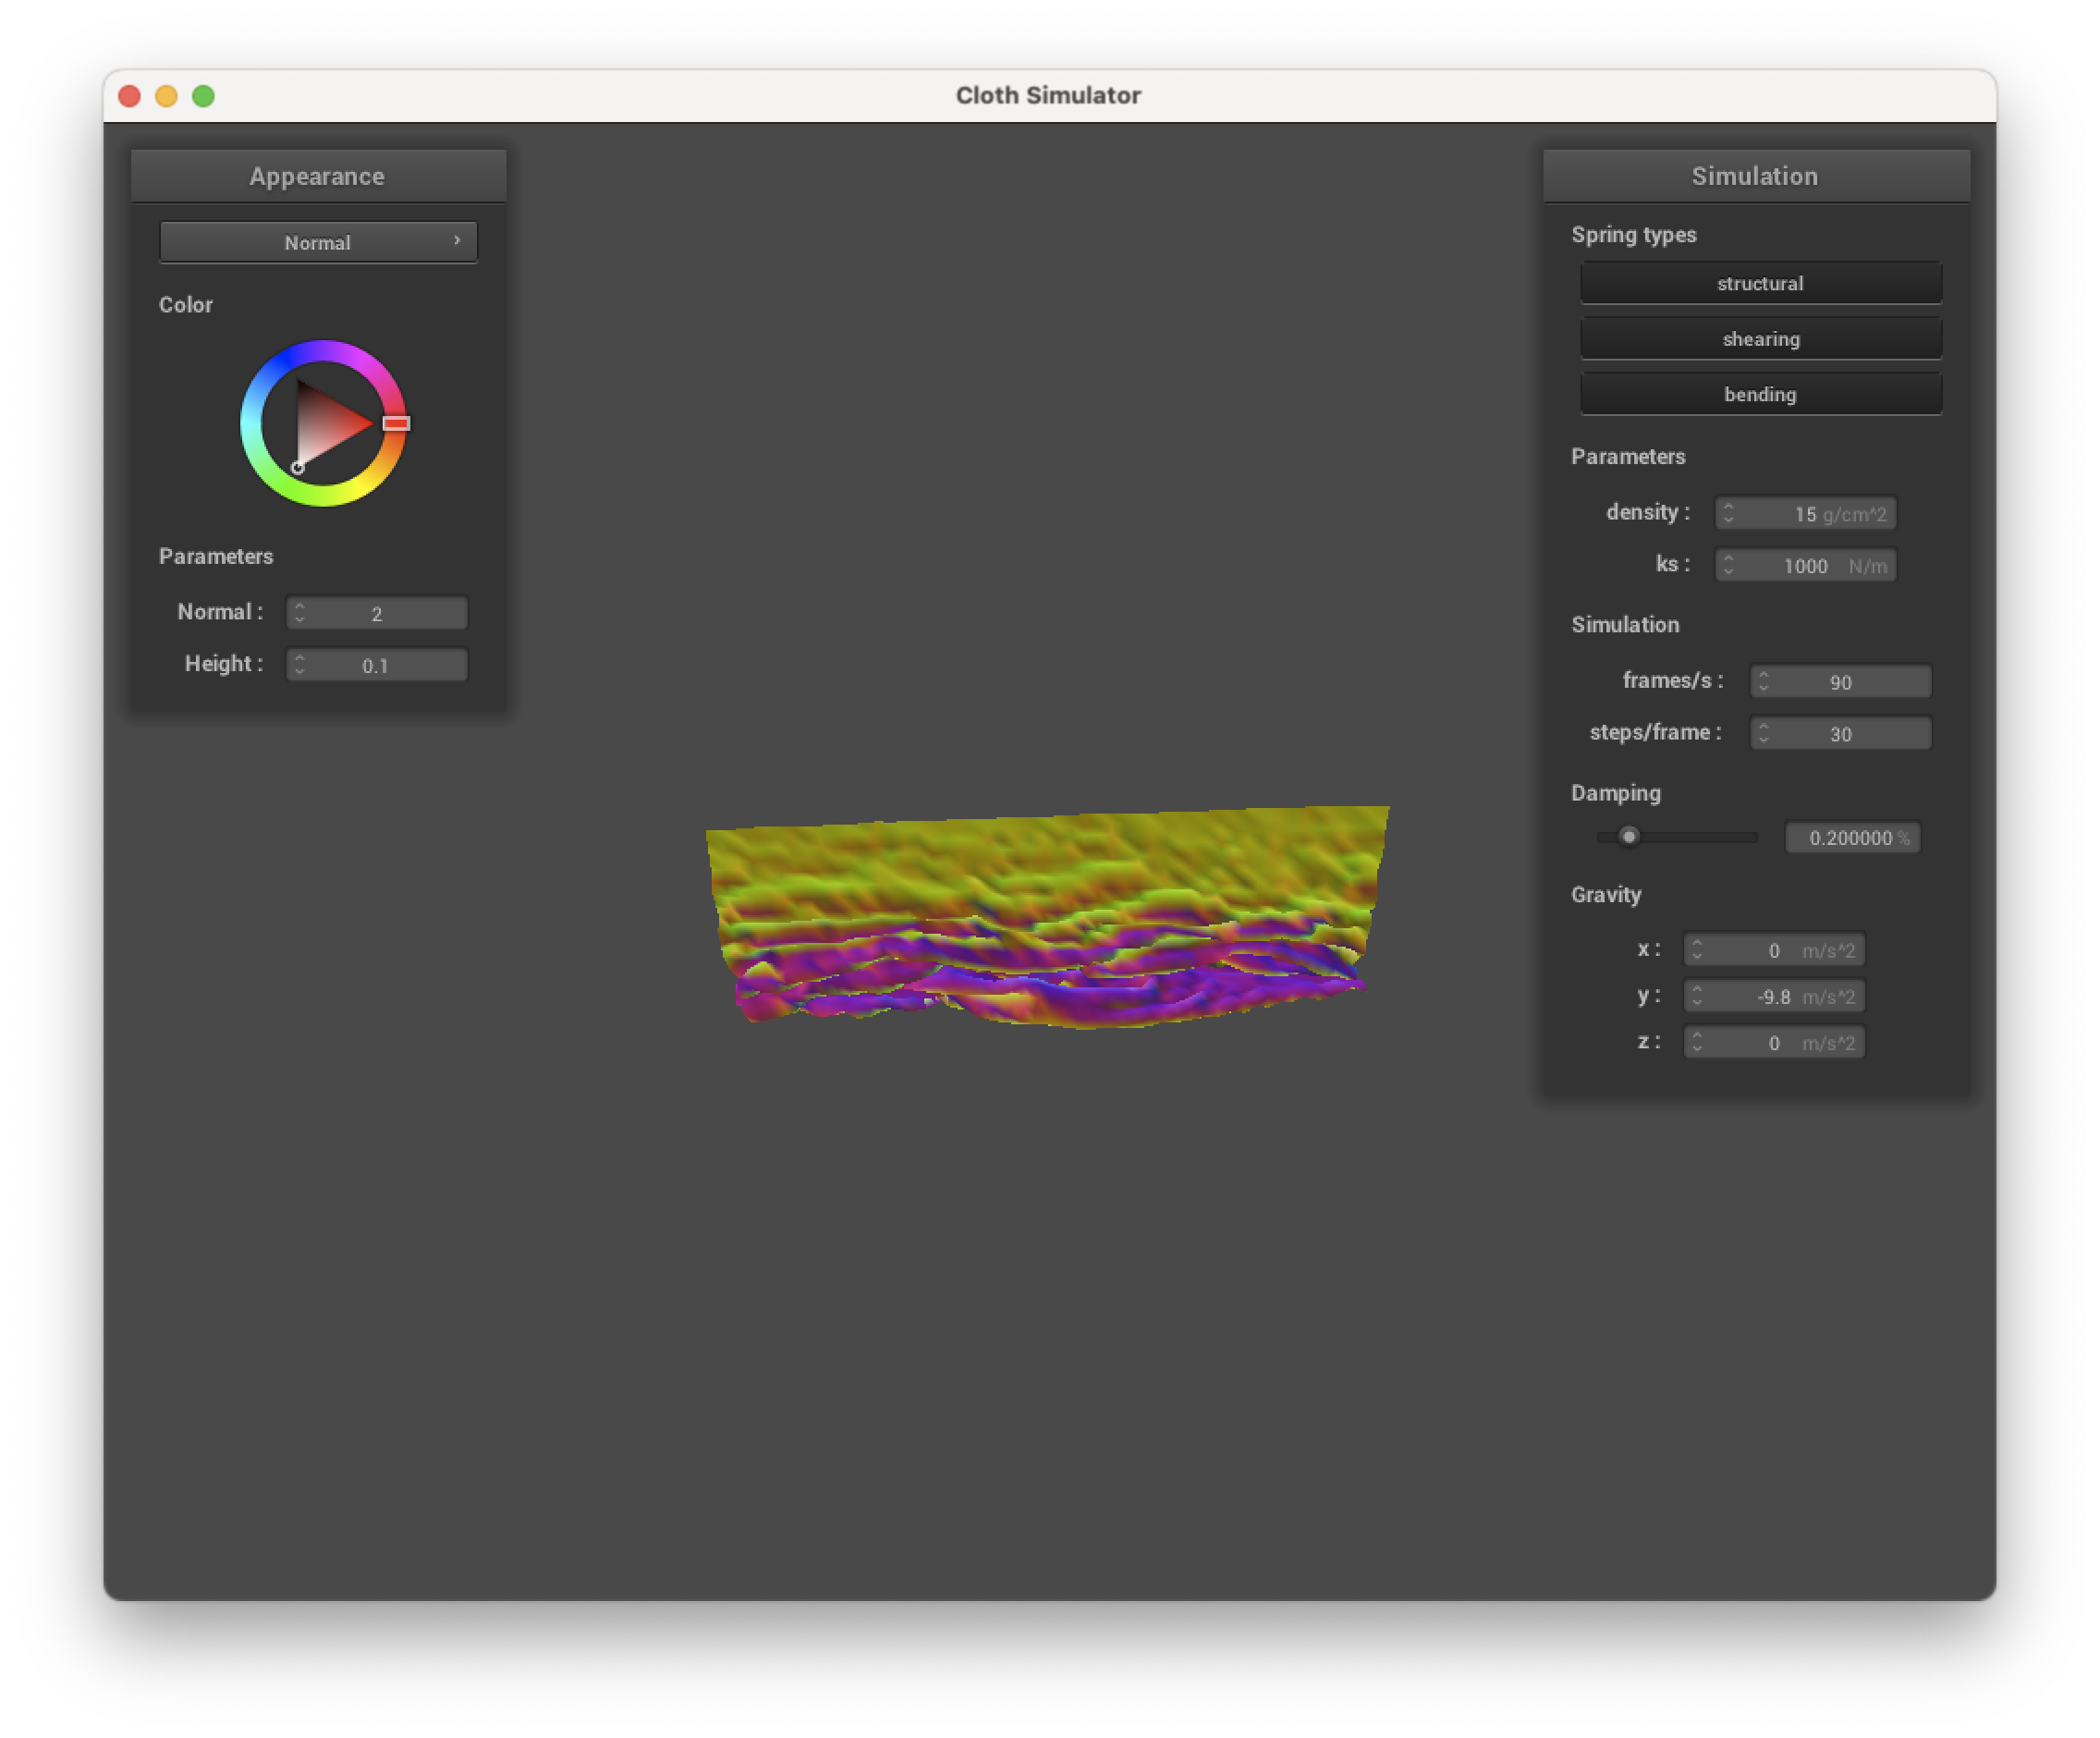 Cloth Simulator
Appearance
Normal
Color
Parameters
Normal : 2
Height : 0.1
Simulation
Spring types
structural
shearing
bending
Parameters
density : 15 g/cm^2
ks : 1000 N/m
Simulation
frames/s : 90
steps/frame : 30
Damping
0.200000 %
Gravity
x : 0 m/s^2
y : -9.8 m/s^2
z : 0 m/s^2